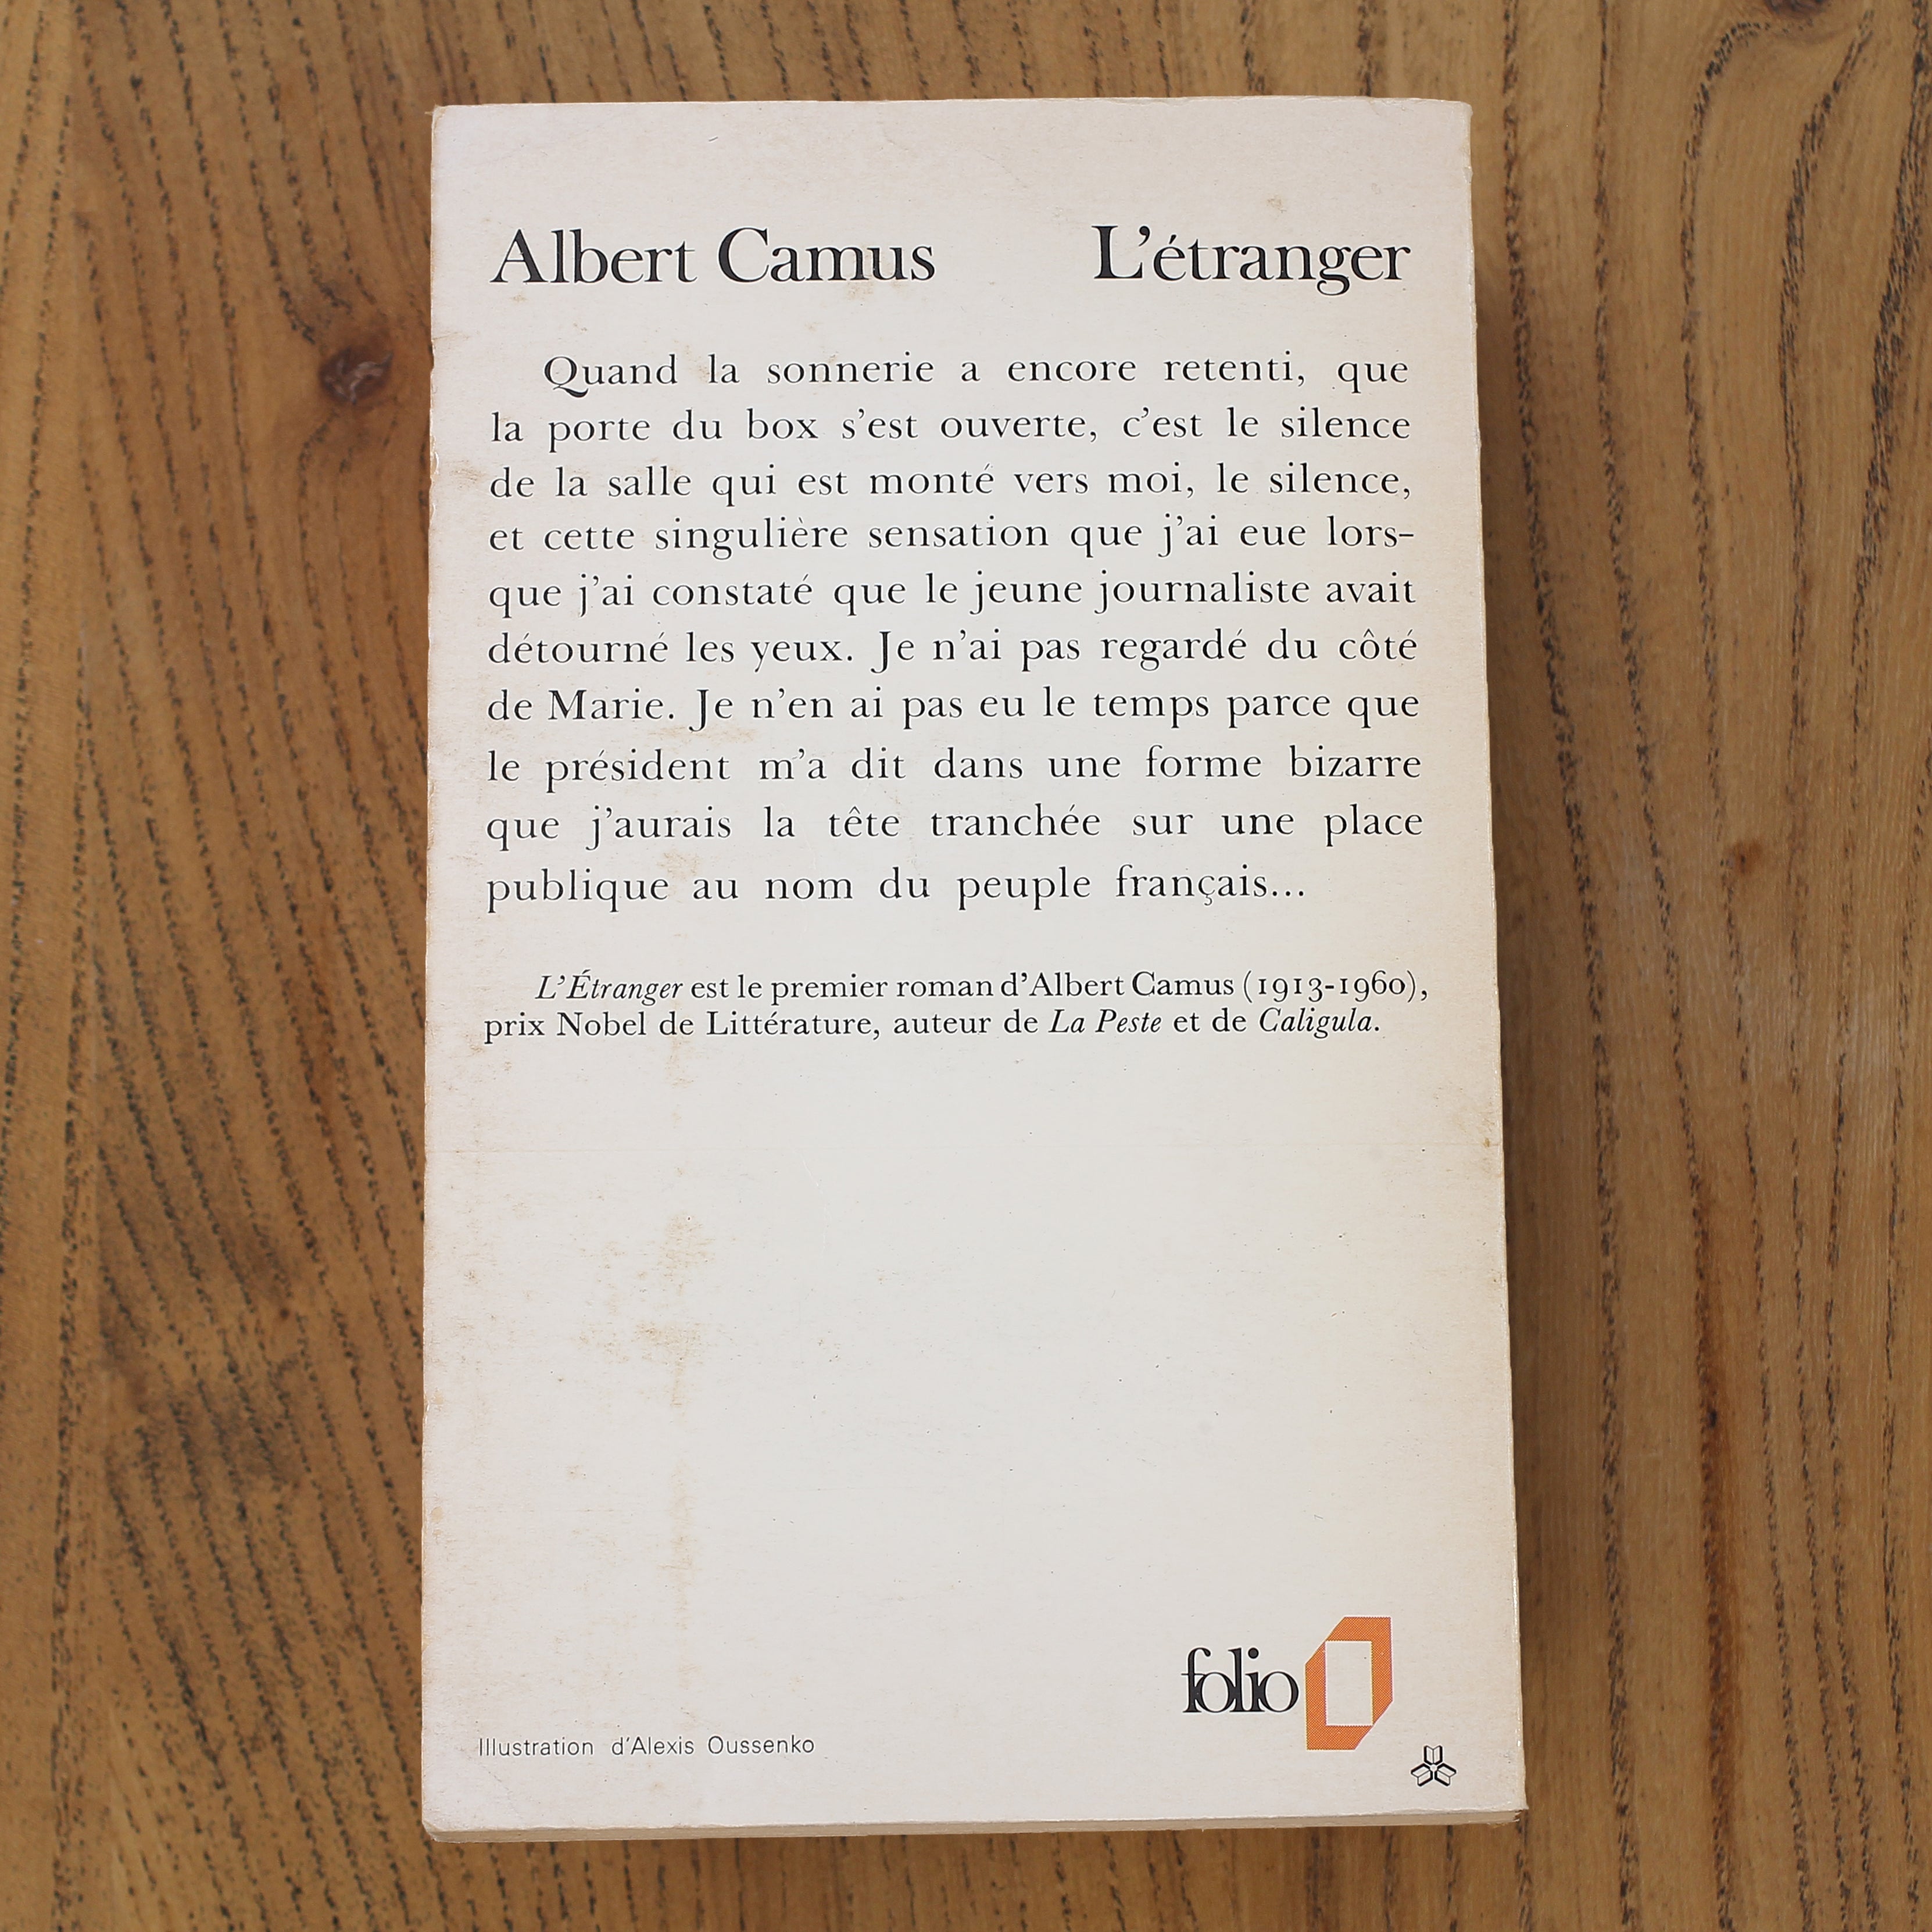 Albert Camus L'étranger
Quand la sonnerie a encore retenti, que
la porte du box s'est ouverte, c'est le silence
de la salle qui est monté vers moi, le silence,
et cette singulière sensation que j'ai eue lors-
que j'ai constaté que le jeune journaliste avait
détourné les yeux. Je n'ai pas regardé du côté
de Marie. Je n'en ai pas eu le temps parce que
le président m'a dit dans une forme bizarre
que j'aurais la tête tranchée sur une place
publique au nom du peuple français...
L'Étranger est le premier roman d'Albert Camus (1913-1960),
prix Nobel de Littérature, auteur de La Peste et de Caligula.
folio
Illustration d'Alexis Oussenko